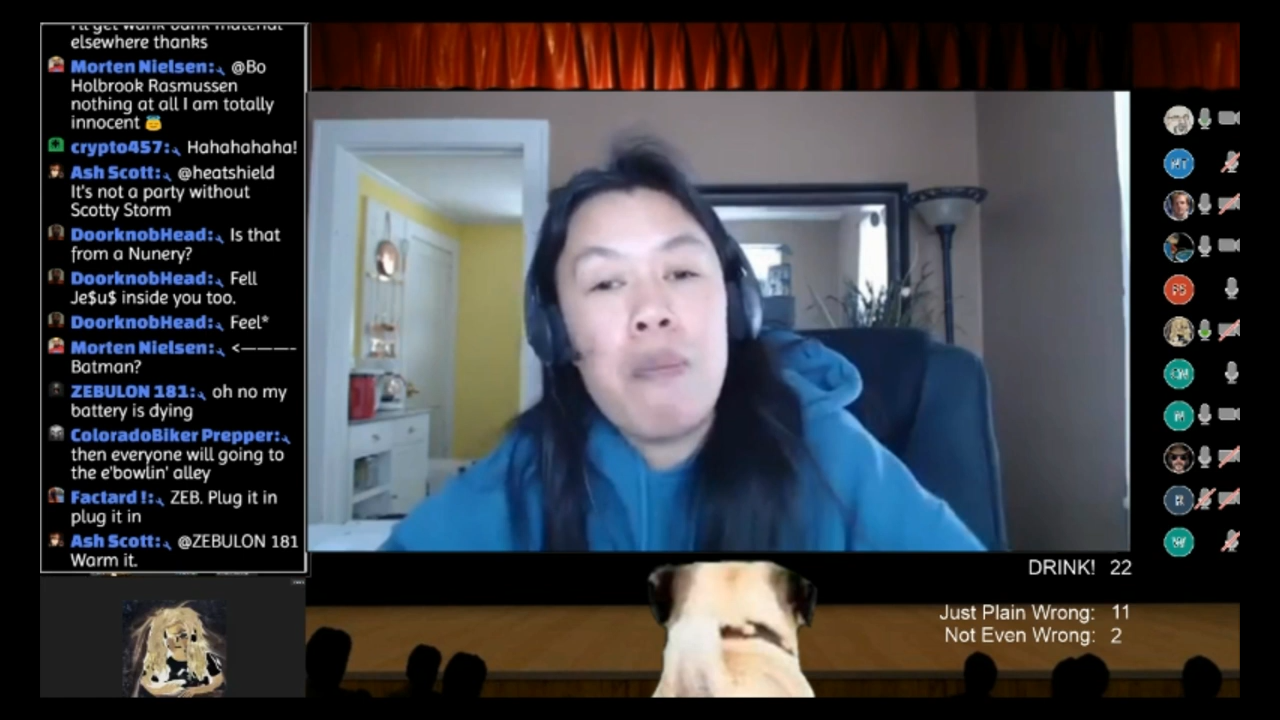 elsewhere thanks
Morten Nielsen: @Bo
Holbrook Rasmussen
nothing at all I am totally
innocent 😇
crypto457: Hahahahaha!
Ash Scott: @heatshield
It's not a party without
Scotty Storm
DoorknobHead: Is that
from a Nunery?
DoorknobHead: Fell
Je$u$ inside you too.
DoorknobHead: Feel*
Morten Nielsen: <———-
Batman?
ZEBULON 181: oh no my
battery is dying
ColoradoBiker Prepper:
then everyone will going to
the e'bowlin' alley
Factard !: ZEB. Plug it in
plug it in
Ash Scott: @ZEBULON 181
Warm it.
DRINK! 22
Just Plain Wrong: 11
Not Even Wrong: 2